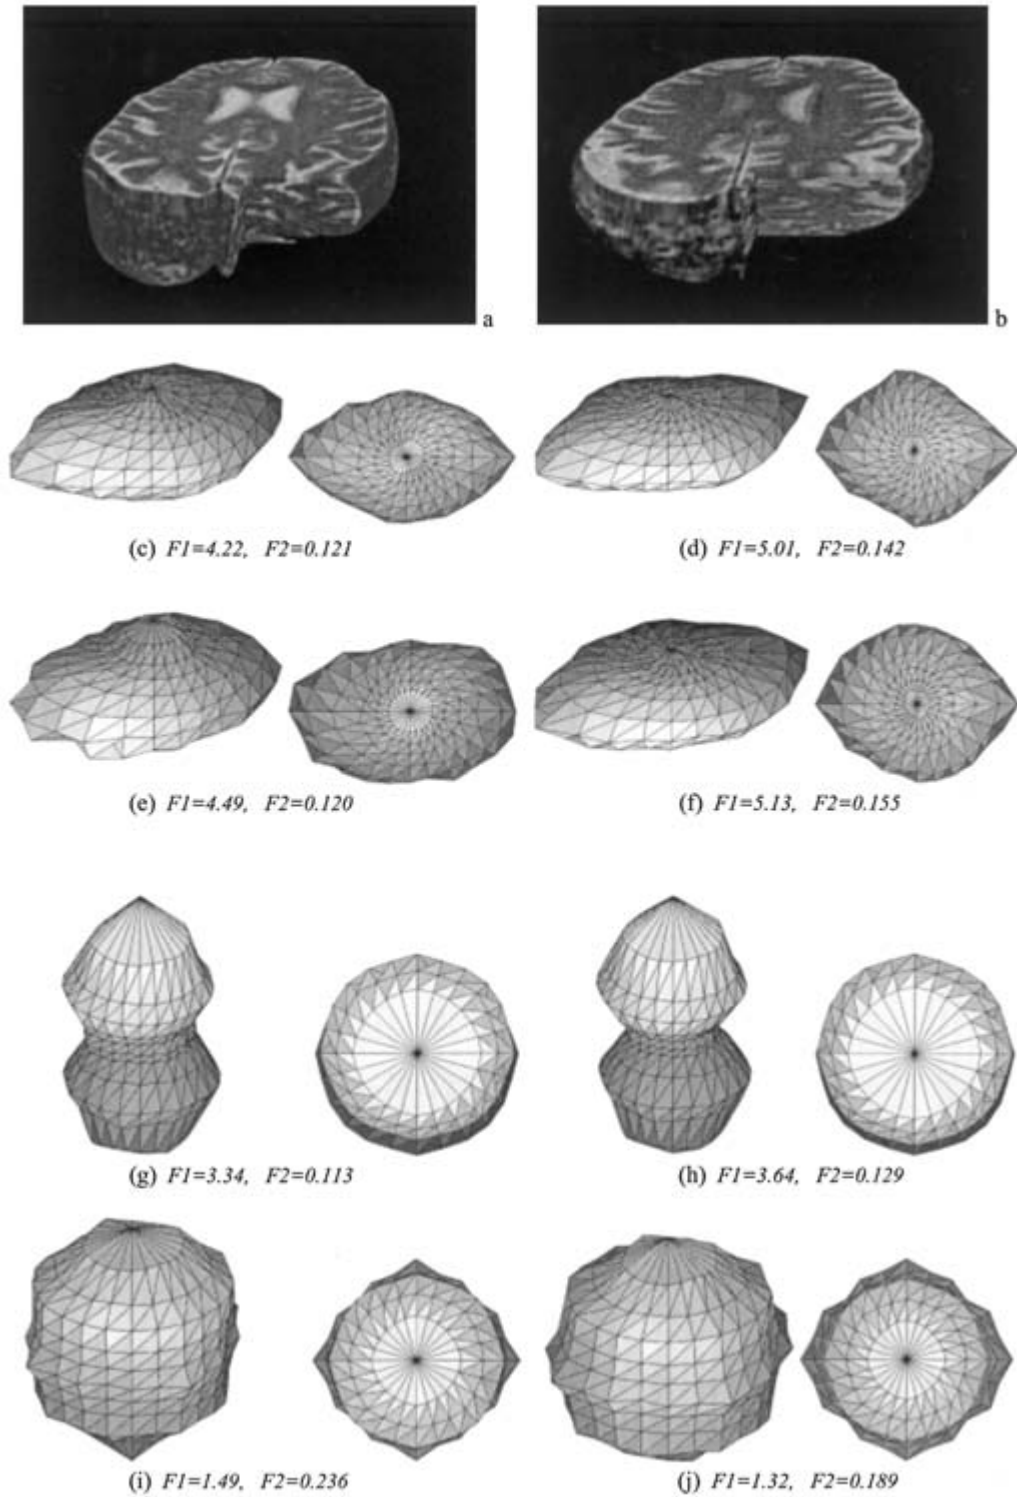 a
b
(c) F1=4.22, F2=0.121
(d) F1=5.01, F2=0.142
(e) F1=4.49, F2=0.120
(f) F1=5.13, F2=0.155
(g) F1=3.34, F2=0.113
(h) F1=3.64, F2=0.129
(i) F1=1.49, F2=0.236
(j) F1=1.32, F2=0.189